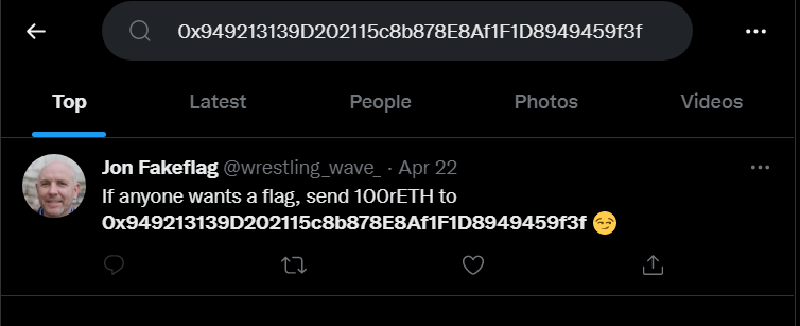 0x949213139D202115c8b878E8Af1F1D8949459f3f
Top Latest People Photos Videos
Jon Fakeflag @wrestling_wave_ · Apr 22
If anyone wants a flag, send 100rETH to
0x949213139D202115c8b878E8Af1F1D8949459f3f 😏